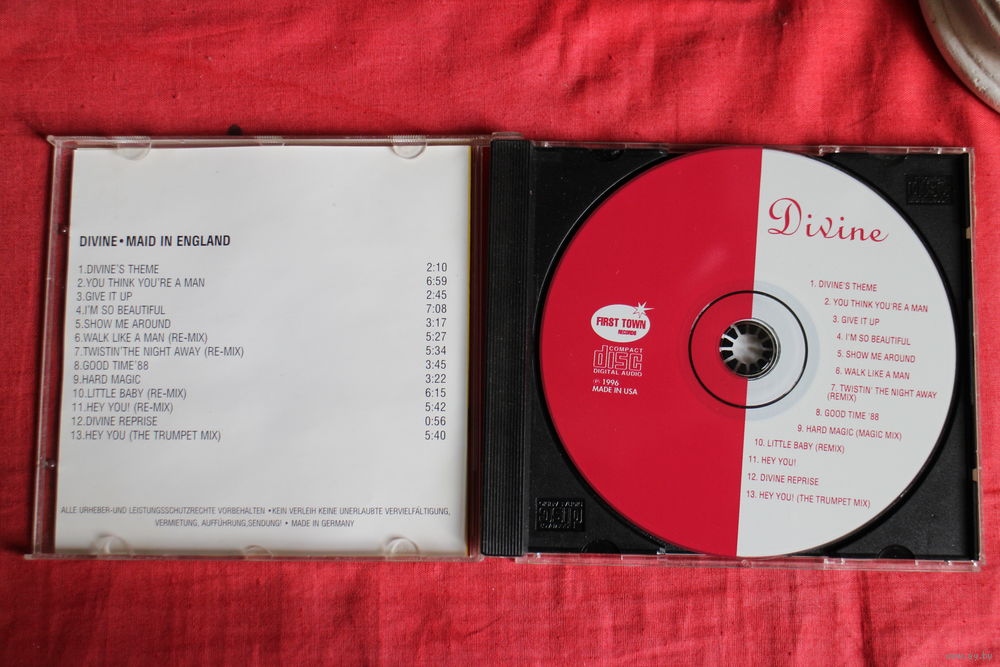 DIVINE • MAID IN ENGLAND
1.DIVINE'S THEME 2:10
2.YOU THINK YOU'RE A MAN 6:59
3.GIVE IT UP 2:45
4.I'M SO BEAUTIFUL 7:08
5.SHOW ME AROUND 3:17
6.WALK LIKE A MAN (RE-MIX) 5:27
7.TWISTIN'THE NIGHT AWAY (RE-MIX) 5:34
8.GOOD TIME'88 3:45
9.HARD MAGIC 3:22
10.LITTLE BABY (RE-MIX) 6:15
11.HEY YOU! (RE-MIX) 5:42
12.DIVINE REPRISE 0:56
13.HEY YOU (THE TRUMPET MIX) 5:40
ALLE URHEBER-UND LEISTUNGSSCHUTZRECHTE VORBEHALTEN • KEIN VERLEIH KEINE UNERLAUBTE VERVIELFÄLTIGUNG,
VERMIETUNG, AUFFÜHRUNG,SENDUNG! • MADE IN GERMANY
Divine
1. DIVINE'S THEME
2. YOU THINK YOU'RE A MAN
3. GIVE IT UP
4. I'M SO BEAUTIFUL
5. SHOW ME AROUND
6. WALK LIKE A MAN
7. TWISTIN' THE NIGHT AWAY
(REMIX)
8. GOOD TIME '88
9. HARD MAGIC (MAGIC MIX)
10. LITTLE BABY (REMIX)
11. HEY YOU!
12. DIVINE REPRISE
13. HEY YOU! (THE TRUMPET MIX)
FIRST TOWN
RECORDS
COMPACT
disc
DIGITAL AUDIO
℗ 1996
MADE IN USA